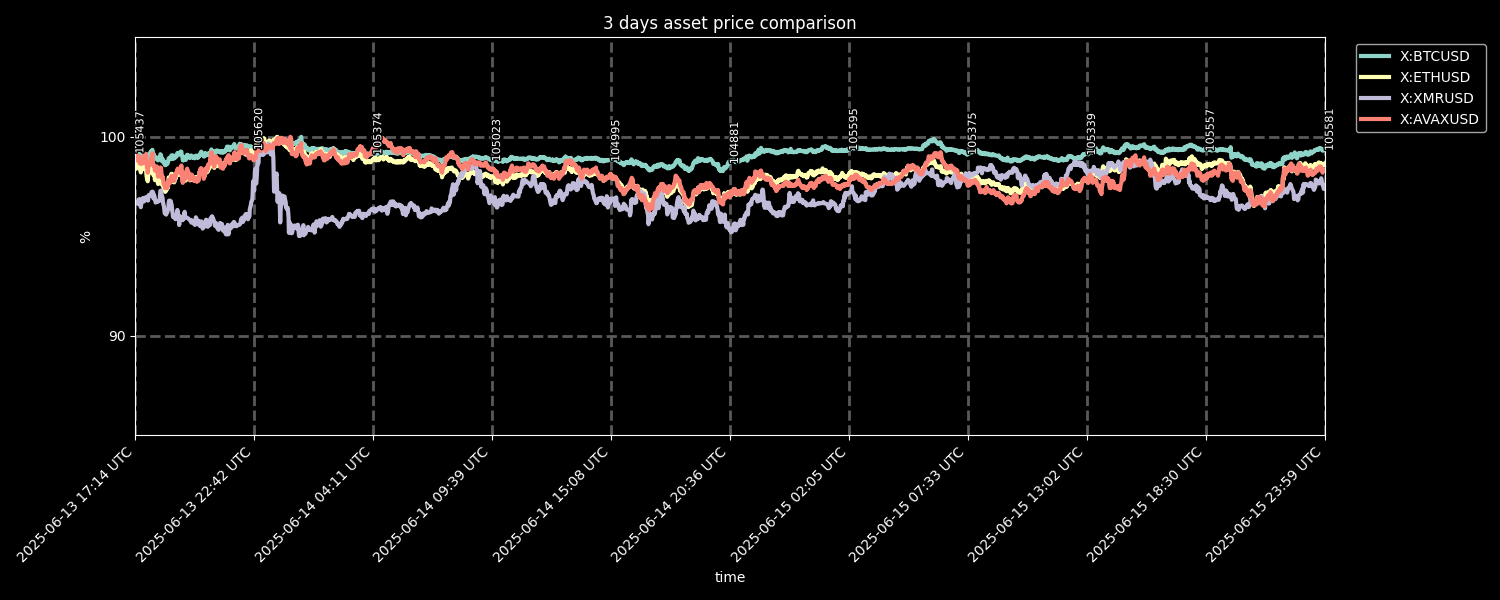 3 days asset price comparison
X:BTCUSD
X:ETHUSD
X:XMRUSD
X:AVAXUSD
105437
105620
105374
105023
104995
104881
105595
105375
105339
105557
105581
100
90
%
2025-06-13 17:14 UTC
2025-06-13 22:42 UTC
2025-06-14 04:11 UTC
2025-06-14 09:39 UTC
2025-06-14 15:08 UTC
2025-06-14 20:36 UTC
2025-06-15 02:05 UTC
2025-06-15 07:33 UTC
2025-06-15 13:02 UTC
2025-06-15 18:30 UTC
2025-06-15 23:59 UTC
time